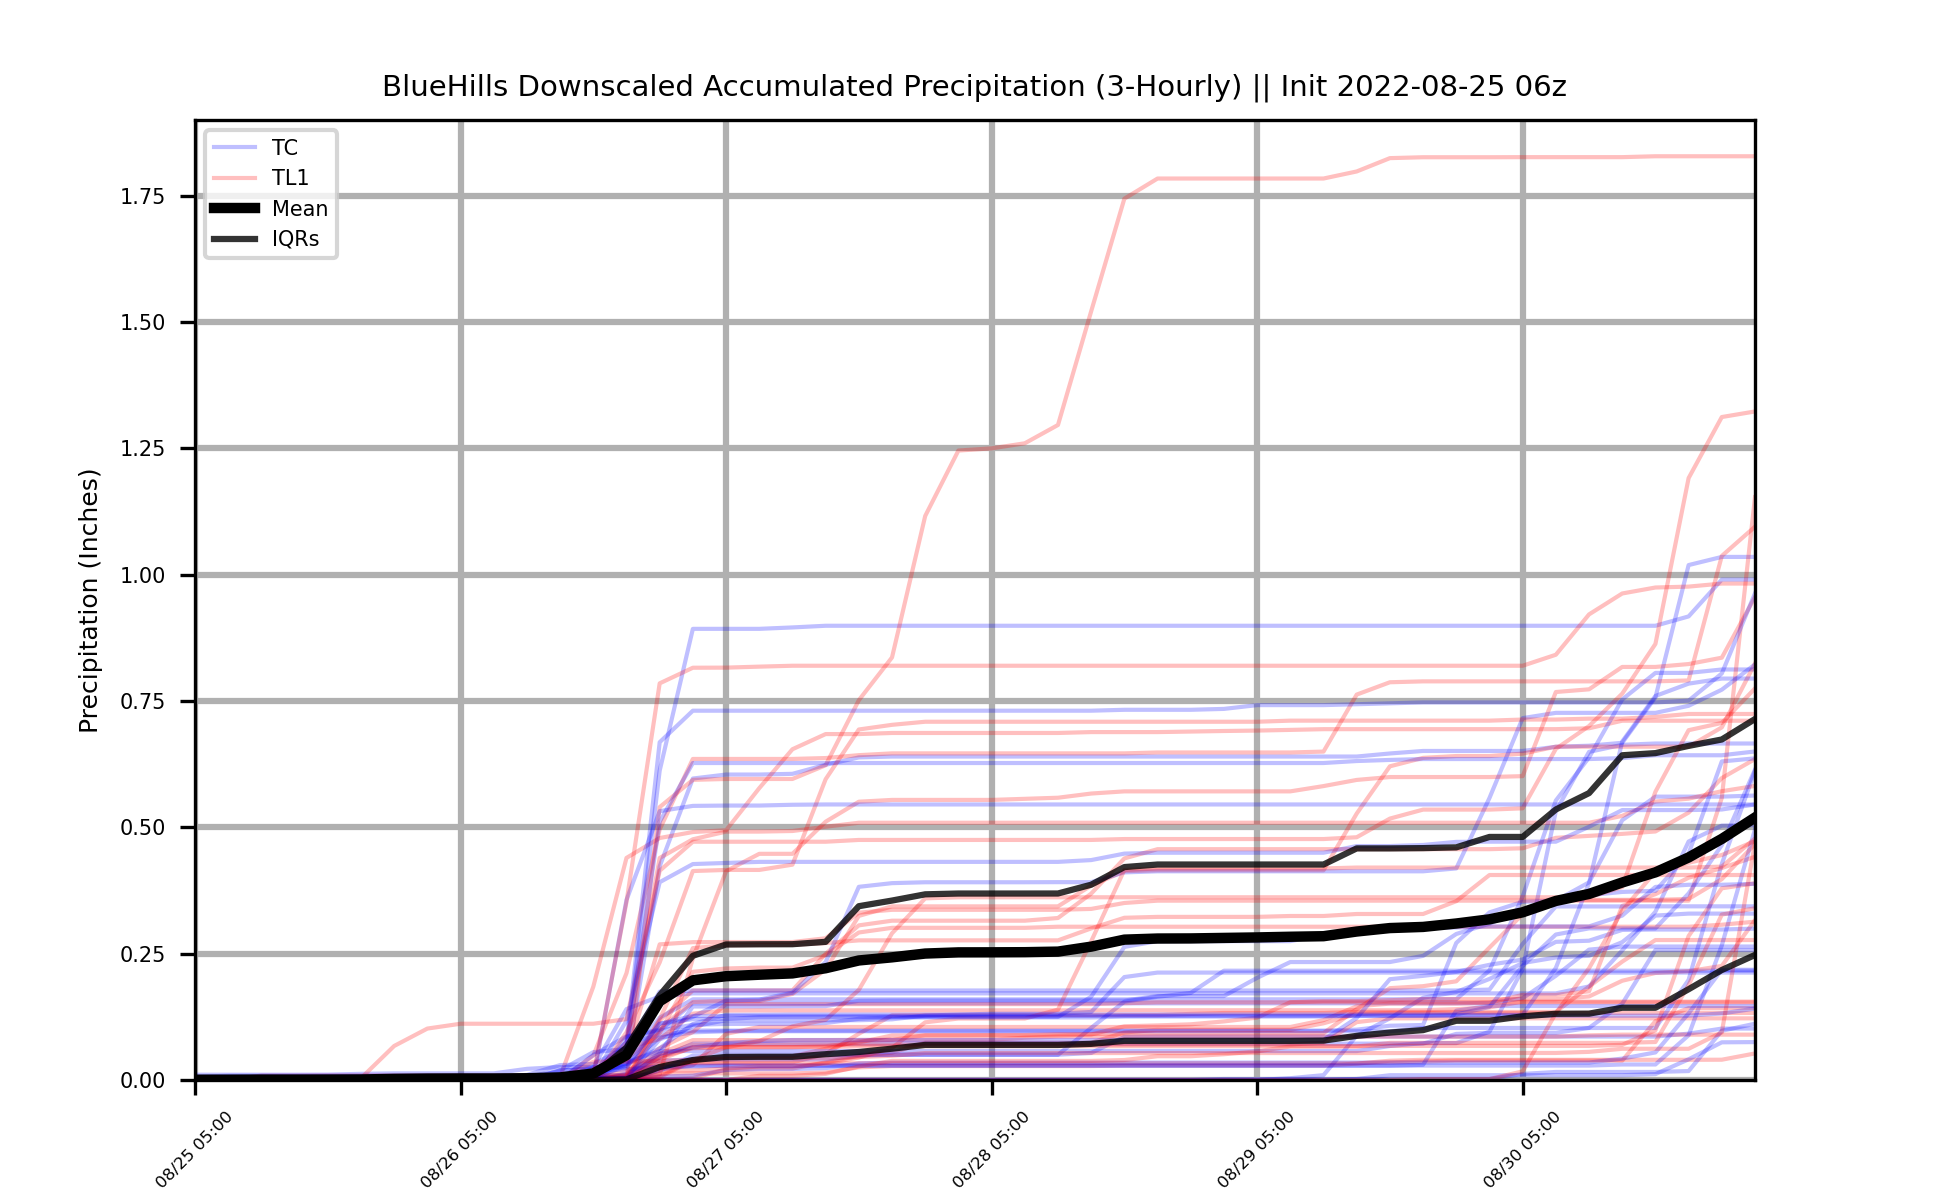 BlueHills Downscaled Accumulated Precipitation (3-Hourly) || Init 2022-08-25 06z
TC
TL1
Mean
IQRs
Precipitation (Inches)
1.75
1.50
1.25
1.00
0.75
0.50
0.25
0.00
08/25 05:00
08/26 05:00
08/27 05:00
08/28 05:00
08/29 05:00
08/30 05:00